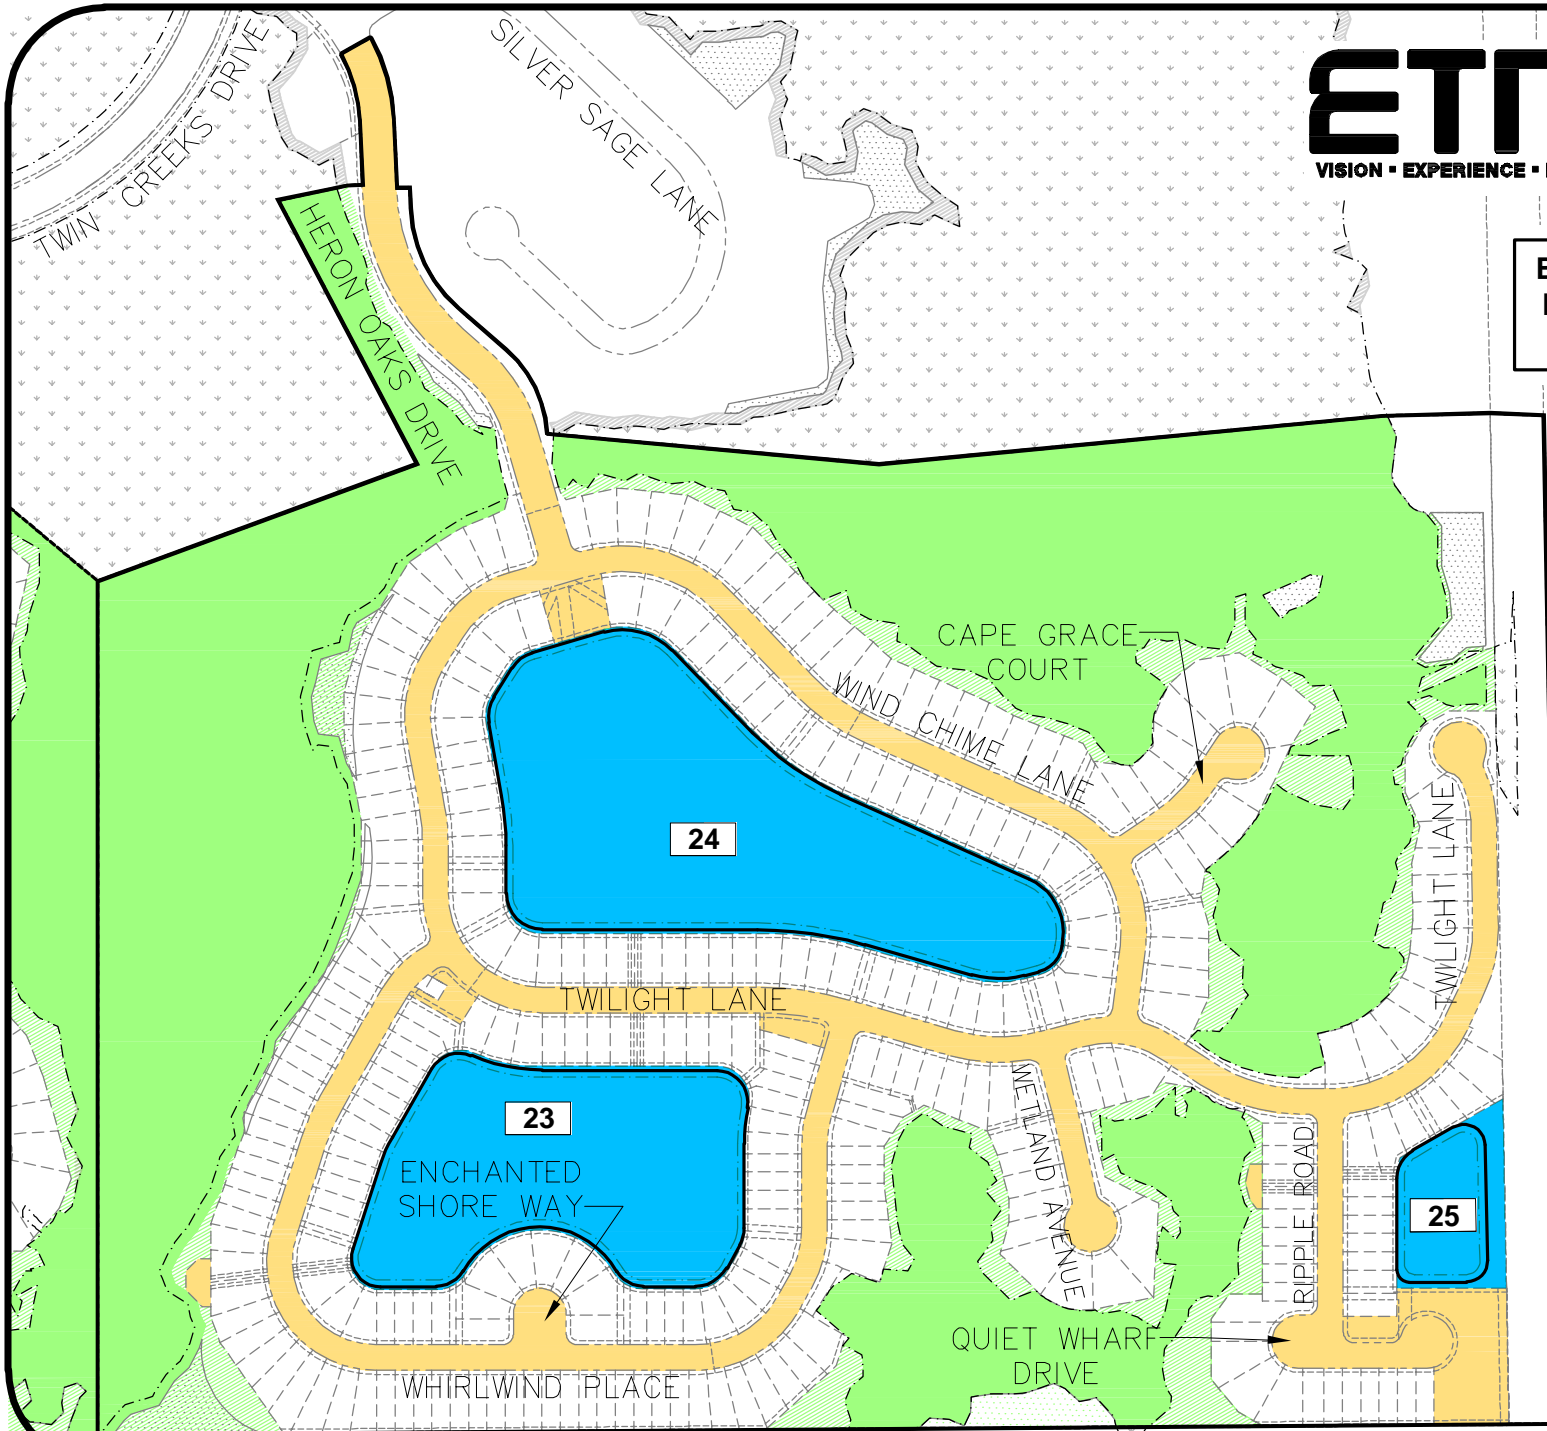 TWIN CREEKS DRIVE
SILVER SAGE LANE
VISION ▪ EXPERIENCE ▪
HERON OAKS DRIVE
CAPE GRACE
COURT
WIND CHIME LANE
24
TWILIGHT LANE
TWILIGHT LANE
23
ENCHANTED
SHORE WAY
WETLAND AVENUE
RIPPLE ROAD
25
QUIET WHARF
DRIVE
WHIRLWIND PLACE